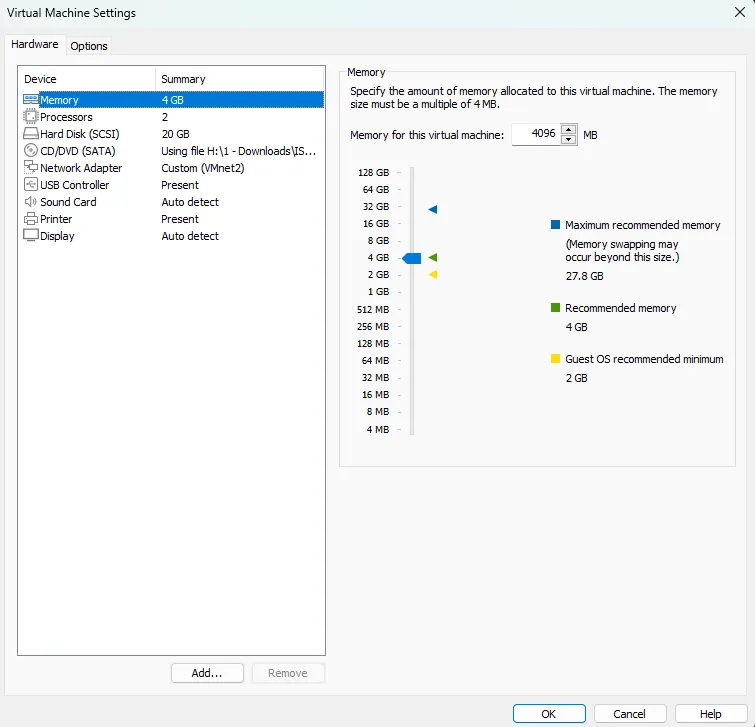 Virtual Machine Settings
Hardware Options
Device Summary
Memory 4 GB
Processors 2
Hard Disk (SCSI) 20 GB
CD/DVD (SATA) Using file H:\1 - Downloads\IS...
Network Adapter Custom (VMnet2)
USB Controller Present
Sound Card Auto detect
Printer Present
Display Auto detect
Add... Remove
Memory
Specify the amount of memory allocated to this virtual machine. The memory
size must be a multiple of 4 MB.
Memory for this virtual machine: 4096 MB
128 GB
64 GB
32 GB
16 GB
8 GB
4 GB
2 GB
1 GB
512 MB
256 MB
128 MB
64 MB
32 MB
16 MB
8 MB
4 MB
Maximum recommended memory
(Memory swapping may
occur beyond this size.)
27.8 GB
Recommended memory
4 GB
Guest OS recommended minimum
2 GB
OK Cancel Help